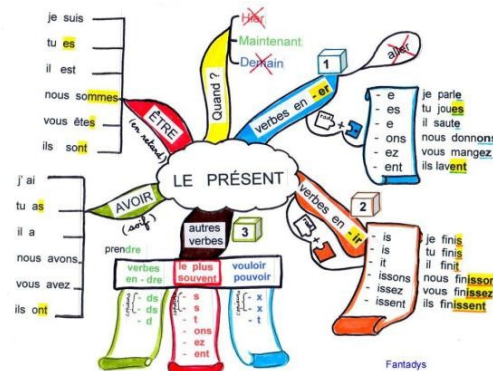 je suis
tu es
il est
nous sommes
vous êtes
ils sont
ÊTRE
(en retard)
j' ai
tu as
il a
nous avons
vous avez
ils ont
AVOIR
(soif)
LE PRÉSENT
Quand ?
Hier
Maintenant
Demain
verbes en - er
1
aller
- e
- es
- e
- ons
- ez
- ent
je parle
tu joues
il saute
nous donnons
vous mangez
ils lavent
verbes en - ir
2
- is
- is
- it
- issons
- issez
- issent
je finis
tu finis
il finit
nous finissons
vous finissez
ils finissent
autres
verbes
3
prendre
verbes
en - dre
- ds
- ds
- d
le plus
souvent
- s
- s
- t
- ons
- ez
- ent
vouloir
pouvoir
- x
- x
- t
Fantadys